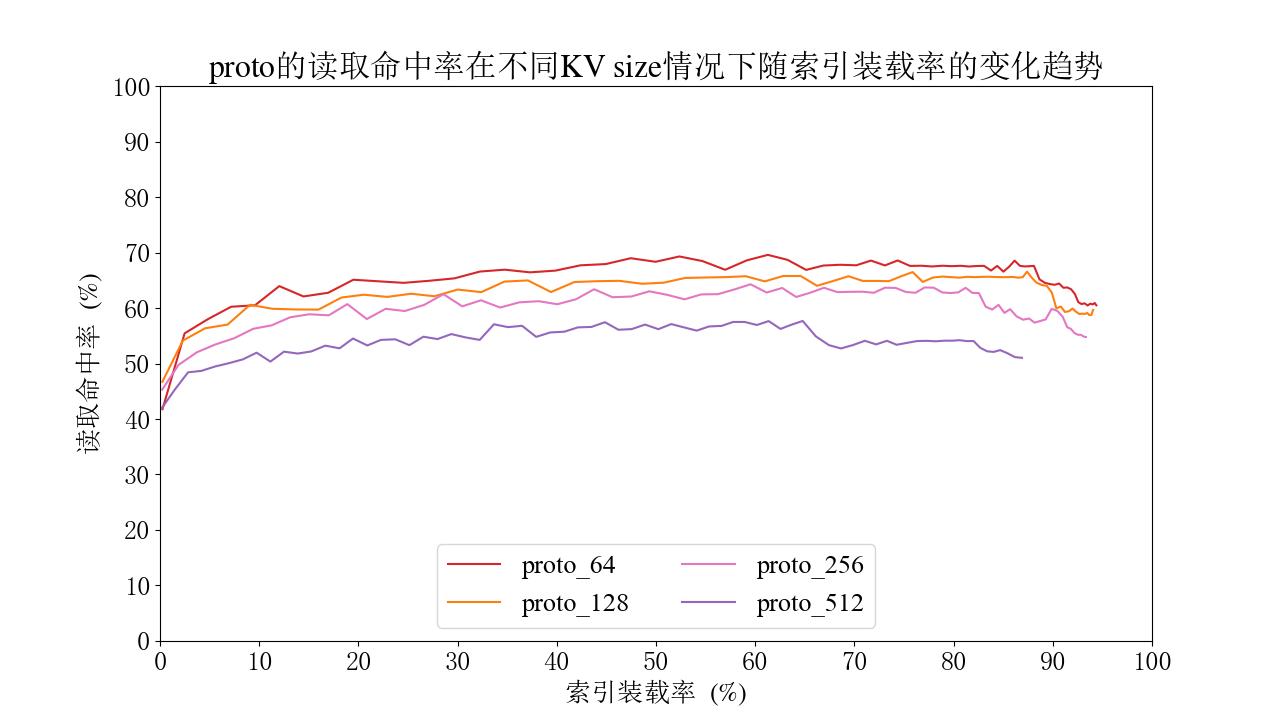 proto的读取命中率在不同KV size情况下随索引装载率的变化趋势
100
90
80
70
60
50
40
30
20
10
0
读取命中率 (%)
proto_64
proto_128
proto_256
proto_512
0 10 20 30 40 50 60 70 80 90 100
索引装载率 (%)